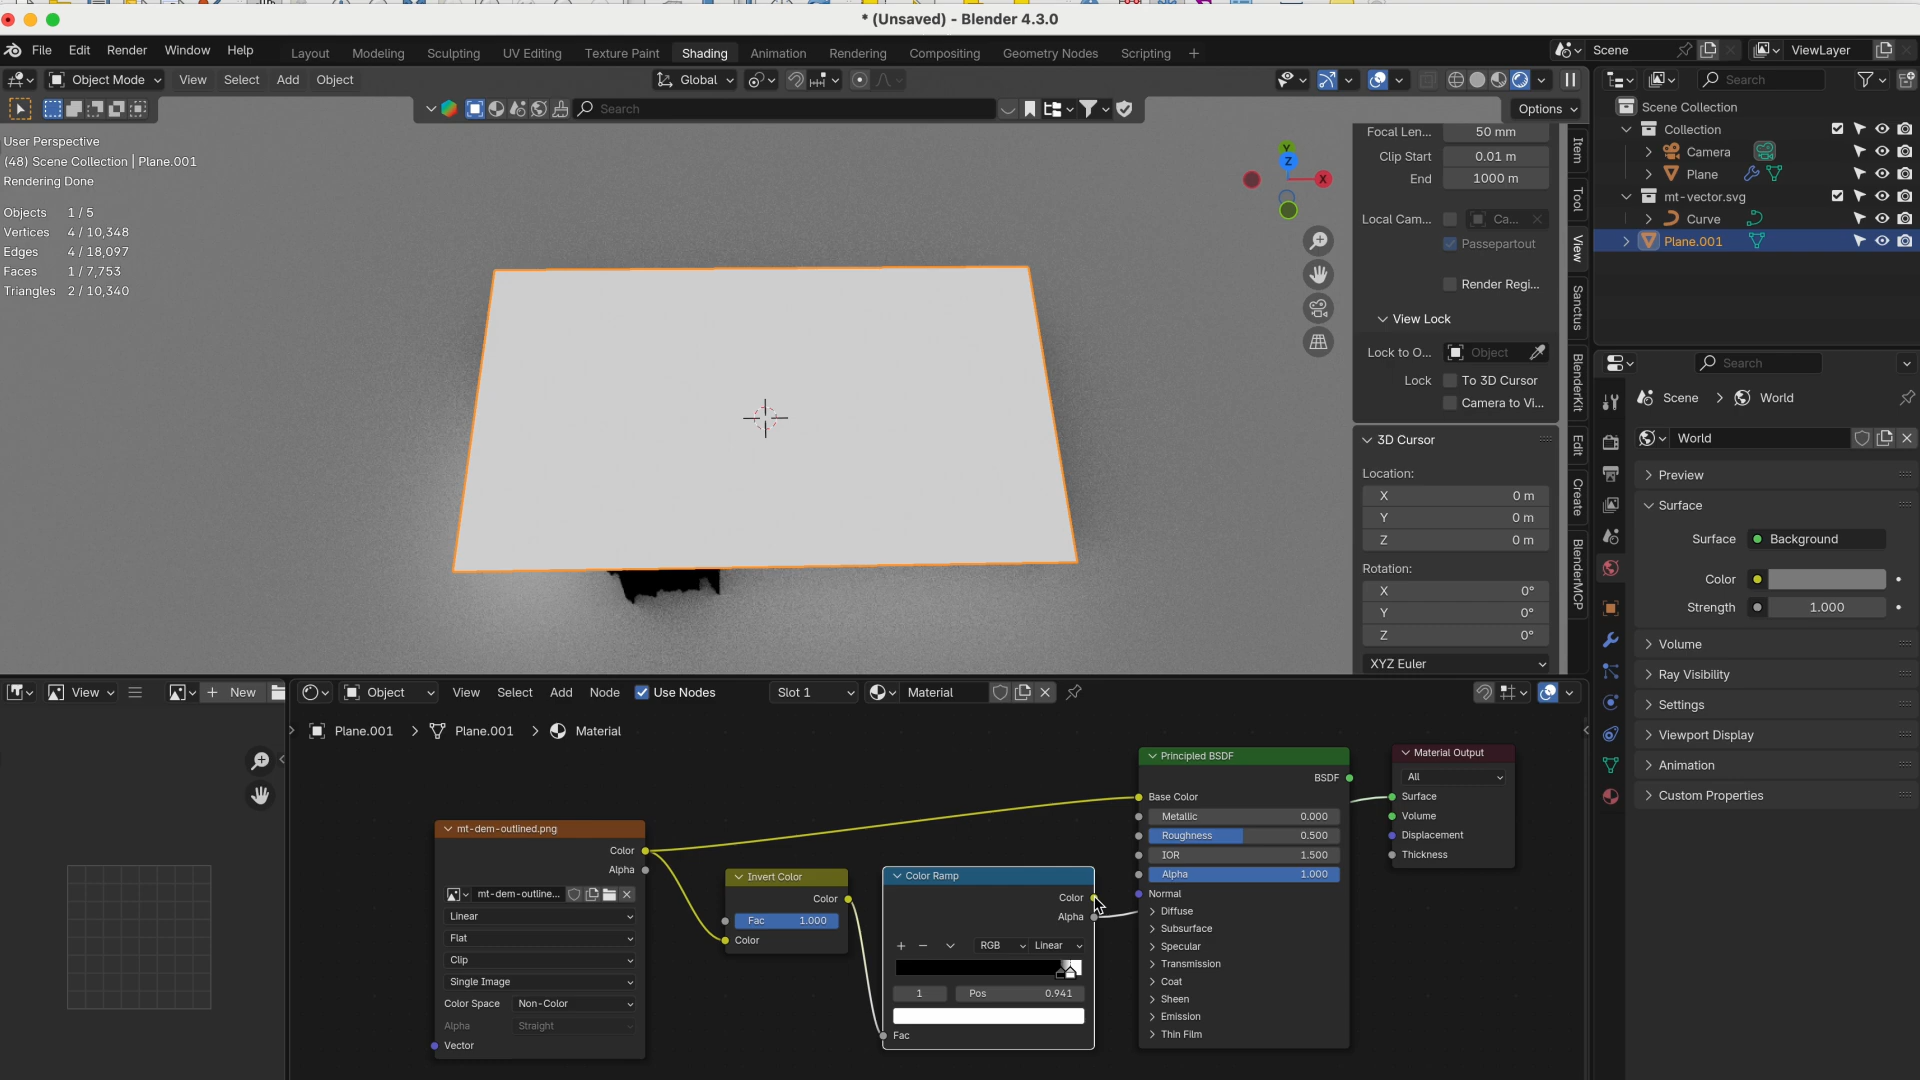 * (Unsaved) - Blender 4.3.0
File Edit Render Window Help
Layout Modeling Sculpting UV Editing Texture Paint Shading Animation Rendering Compositing Geometry Nodes Scripting +
Scene
ViewLayer
Object Mode View Select Add Object
Global
Search
Search
Options
User Perspective
(48) Scene Collection | Plane.001
Rendering Done
Objects 1 / 5
Vertices 4 / 10,348
Edges 4 / 18,097
Faces 1 / 7,753
Triangles 2 / 10,340
Y
Z
X
Focal Len... 50 mm
Clip Start 0.01 m
End 1000 m
Local Cam... Ca...
Passepartout
Render Regi...
View Lock
Lock to O... Object
Lock To 3D Cursor
Camera to Vi...
3D Cursor
Location:
X 0 m
Y 0 m
Z 0 m
Rotation:
X 0°
Y 0°
Z 0°
XYZ Euler
Item
Tool
View
Sanctus
BlenderKit
Edit
Create
BlenderMCP
Scene Collection
Collection
Camera
Plane
mt-vector.svg
Curve
Plane.001
Search
Scene > World
World
Preview
Surface
Surface Background
Color
Strength 1.000
Volume
Ray Visibility
Settings
Viewport Display
Animation
Custom Properties
View
+ New
Object View Select Add Node Use Nodes Slot 1 Material
Plane.001 > Plane.001 > Material
mt-dem-outlined.png
Color
Alpha
mt-dem-outline...
Linear
Flat
Clip
Single Image
Color Space Non-Color
Alpha Straight
Vector
Invert Color
Color
Fac 1.000
Color
Color Ramp
Color
Alpha
RGB Linear
1 Pos 0.941
Fac
Principled BSDF
BSDF
Base Color
Metallic 0.000
Roughness 0.500
IOR 1.500
Alpha 1.000
Normal
Diffuse
Subsurface
Specular
Transmission
Coat
Sheen
Emission
Thin Film
Material Output
All
Surface
Volume
Displacement
Thickness